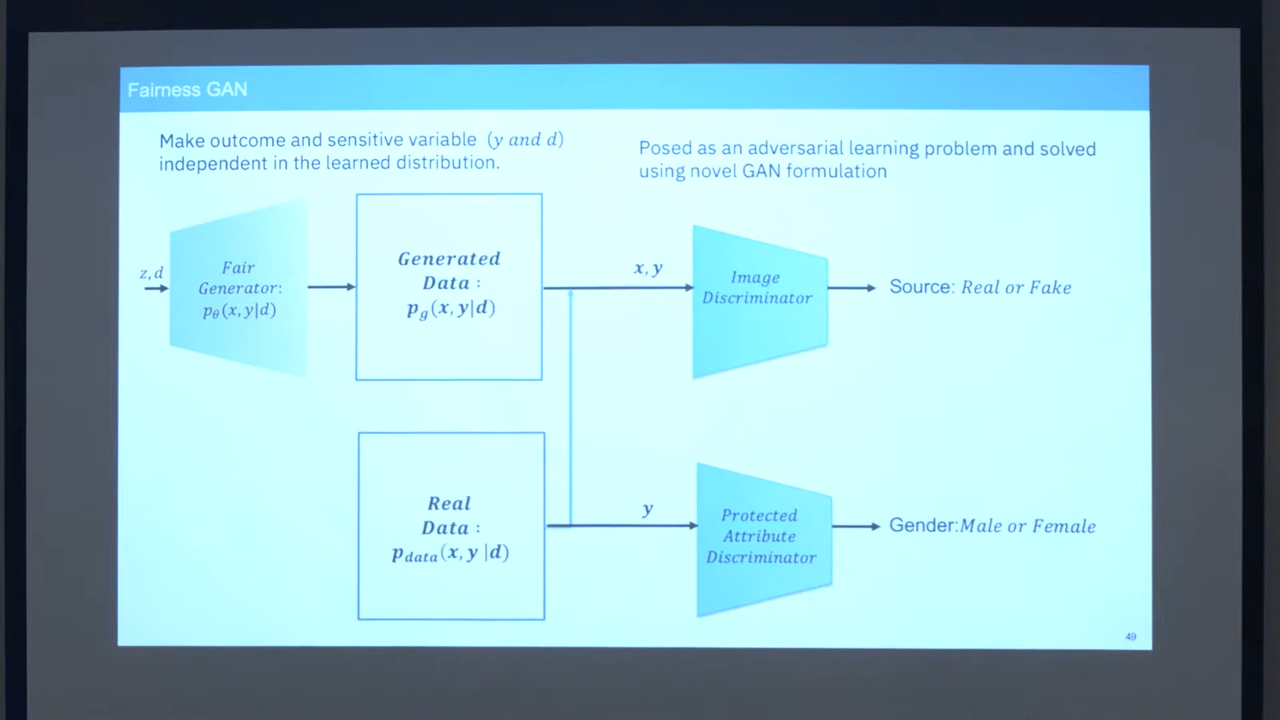 Fairness GAN
Make outcome and sensitive variable (y and d)
independent in the learned distribution.
Posed as an adversarial learning problem and solved
using novel GAN formulation
z, d
Fair
Generator:
pθ(x, y|d)
Generated
Data :
pg(x, y|d)
x, y
Image
Discriminator
Source: Real or Fake
Real
Data :
pdata(x, y |d)
y
Protected
Attribute
Discriminator
Gender:Male or Female
49